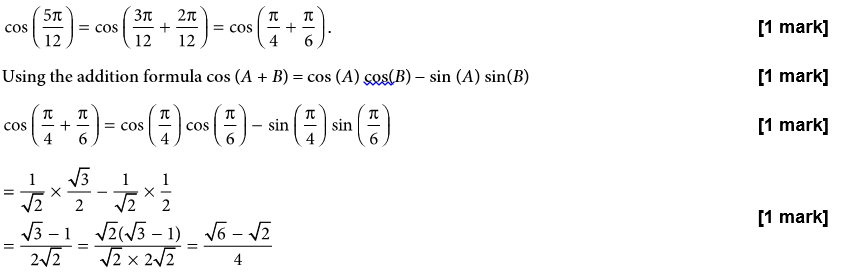 cos(5π/12) = cos(3π/12 + 2π/12) = cos(π/4 + π/6). [1 mark]
Using the addition formula cos (A + B) = cos (A) cos(B) – sin (A) sin(B) [1 mark]
cos(π/4 + π/6) = cos(π/4) cos(π/6) – sin(π/4) sin(π/6) [1 mark]
= 1/√2 × √3/2 – 1/√2 × 1/2
= (√3 – 1)/(2√2) = (√2(√3 – 1))/(√2 × 2√2) = (√6 – √2)/4 [1 mark]